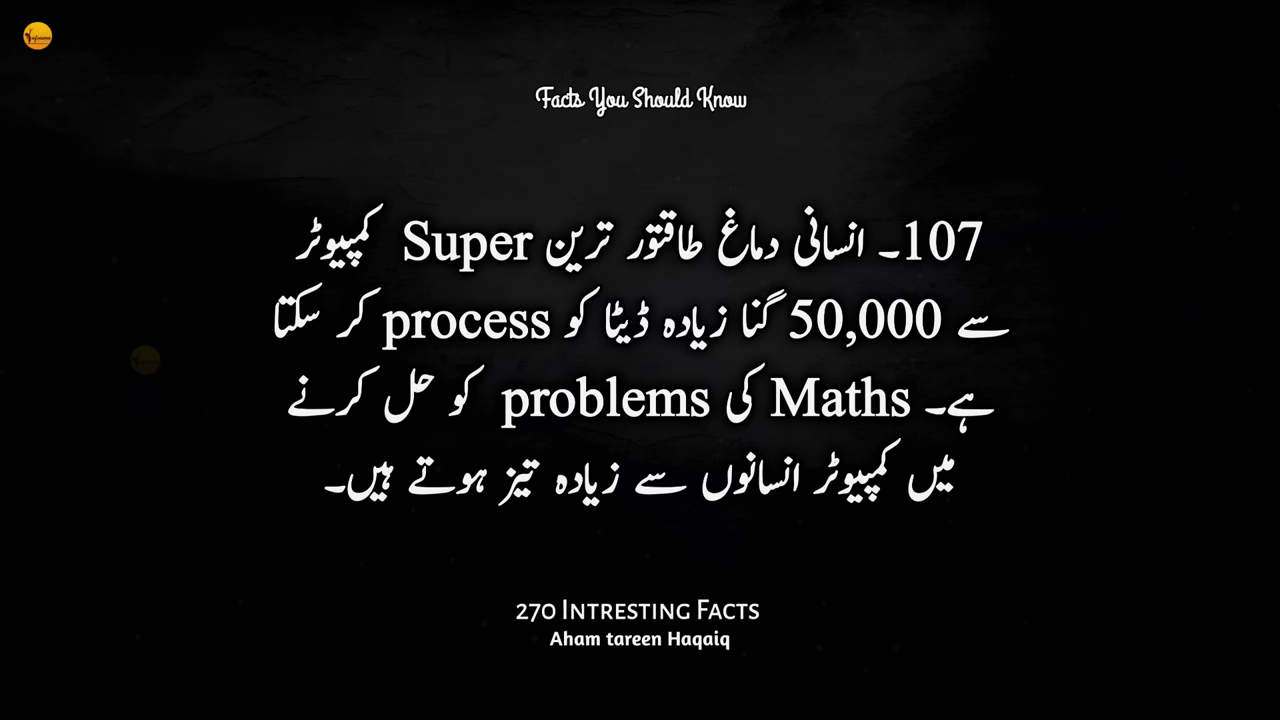 Facts You Should Know
107۔ انسانی دماغ طاقتور ترین Super کمپیوٹر
سے 50,000 گنا زیادہ ڈیٹا کو process کر سکتا
ہے۔ Maths کی problems کو حل کرنے
میں کمپیوٹر انسانوں سے زیادہ تیز ہوتے ہیں۔
270 Intresting Facts
Aham tareen Haqaiq